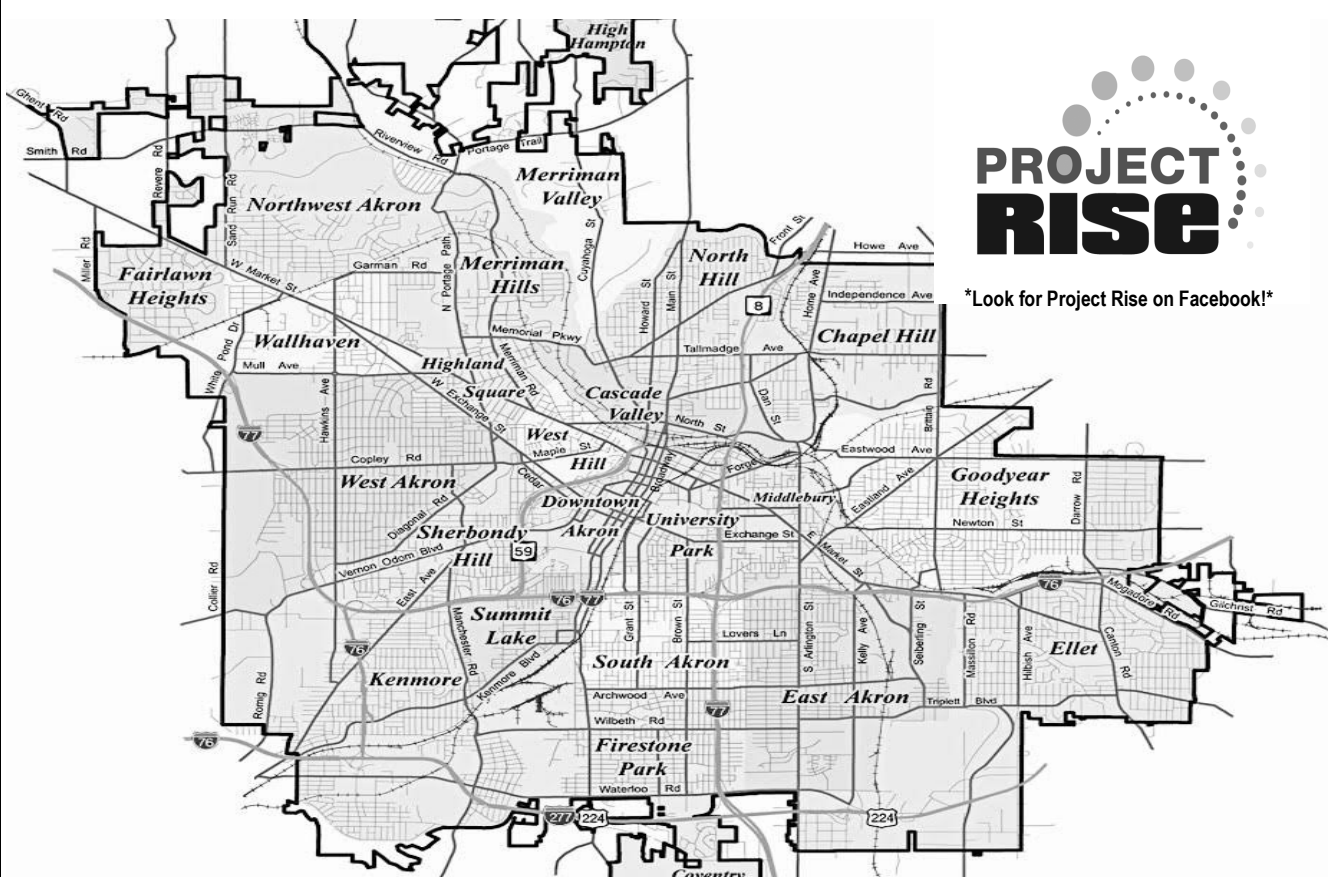 High
Hampton
Ghent Rd
Smith Rd
Revere Rd
Sand Run Rd
Riverview Rd
Portage Trail
Merriman
Valley
Northwest Akron
PROJECT
RISE
*Look for Project Rise on Facebook!*
Front St
Howe Ave
Miller Rd
Fairlawn
Heights
W Market St
Garman Rd
N Portage Path
Merriman
Hills
Cuyahoga St
North
Hill
Howard St
Main St
8
Home Ave
Independence Ave
Chapel Hill
Wallhaven
White Pond Dr
Mull Ave
Memorial Pkwy
Tallmadge Ave
Highland
Square
Merriman Rd
W Exchange St
Hawkins Ave
Cascade
Valley
North St
Dan St
Brittain Rd
77
West
Hill
Maple St
Copley Rd
West Akron
Cedar
Broadway
Forge
Eastwood Ave
Eastland Ave
Goodyear
Heights
Darrow Rd
Newton St
Diagonal Rd
Downtown
Akron
Middlebury
University
Park
Exchange St
E Market St
Sherbondy
Hill
59
Vernon Odom Blvd
East Ave
Collier Rd
76
77
76
Mogadore Rd
Gilchrist Rd
Summit
Lake
Manchester Rd
Grant St
Brown St
Lovers Ln
S Arlington St
Kelly Ave
Seiberling St
Massillon Rd
Hilbish Ave
Canton Rd
Ellet
76
Kenmore
Kenmore Blvd
South Akron
Romig Rd
Archwood Ave
East Akron
Triplett Blvd
77
Wilbeth Rd
76
Firestone
Park
Waterloo Rd
277
224
224
Coventry